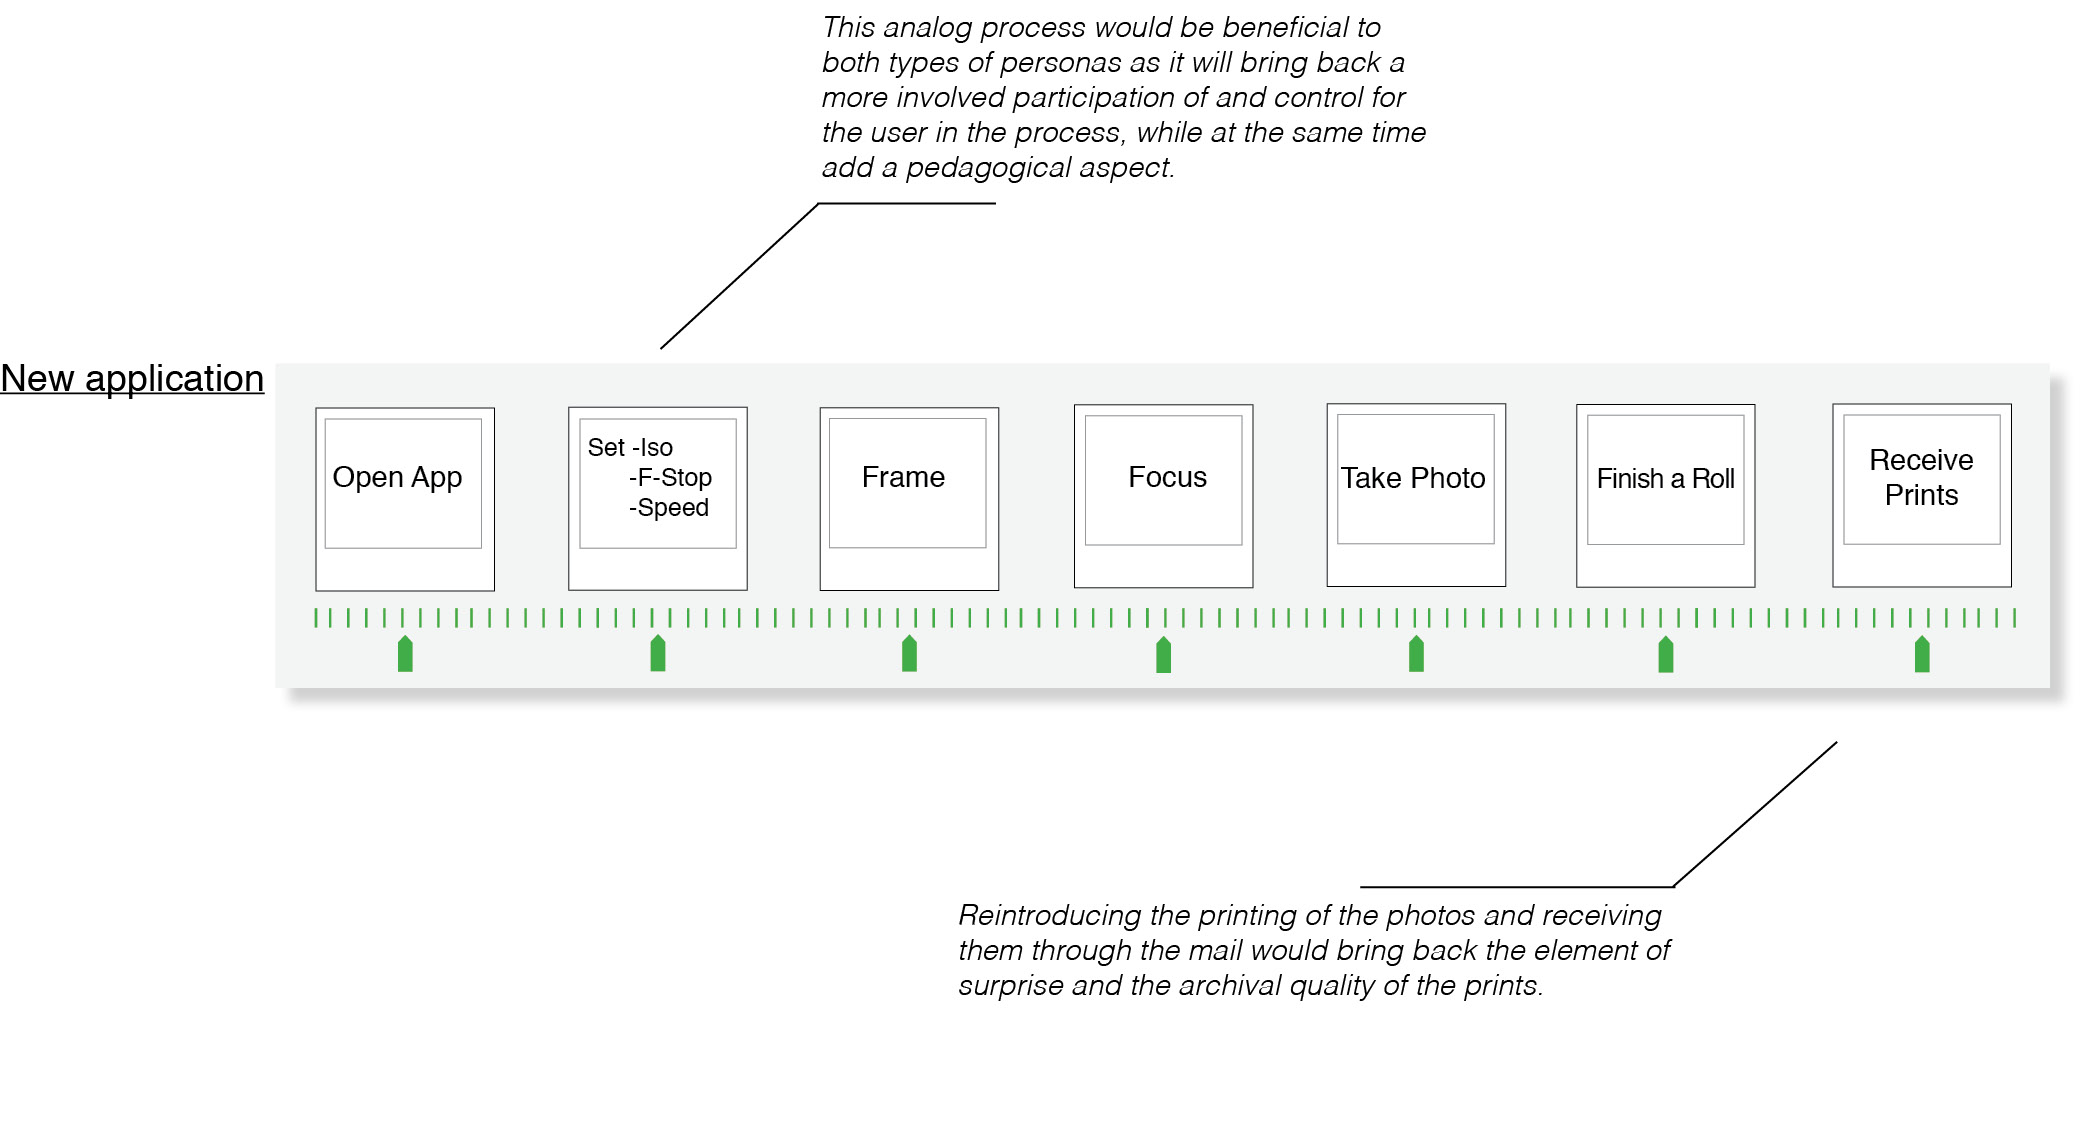 This analog process would be beneficial to
both types of personas as it will bring back a
more involved participation of and control for
the user in the process, while at the same time
add a pedagogical aspect.
New application
Open App
Set -Iso
-F-Stop
-Speed
Frame
Focus
Take Photo
Finish a Roll
Receive
Prints
Reintroducing the printing of the photos and receiving
them through the mail would bring back the element of
surprise and the archival quality of the prints.